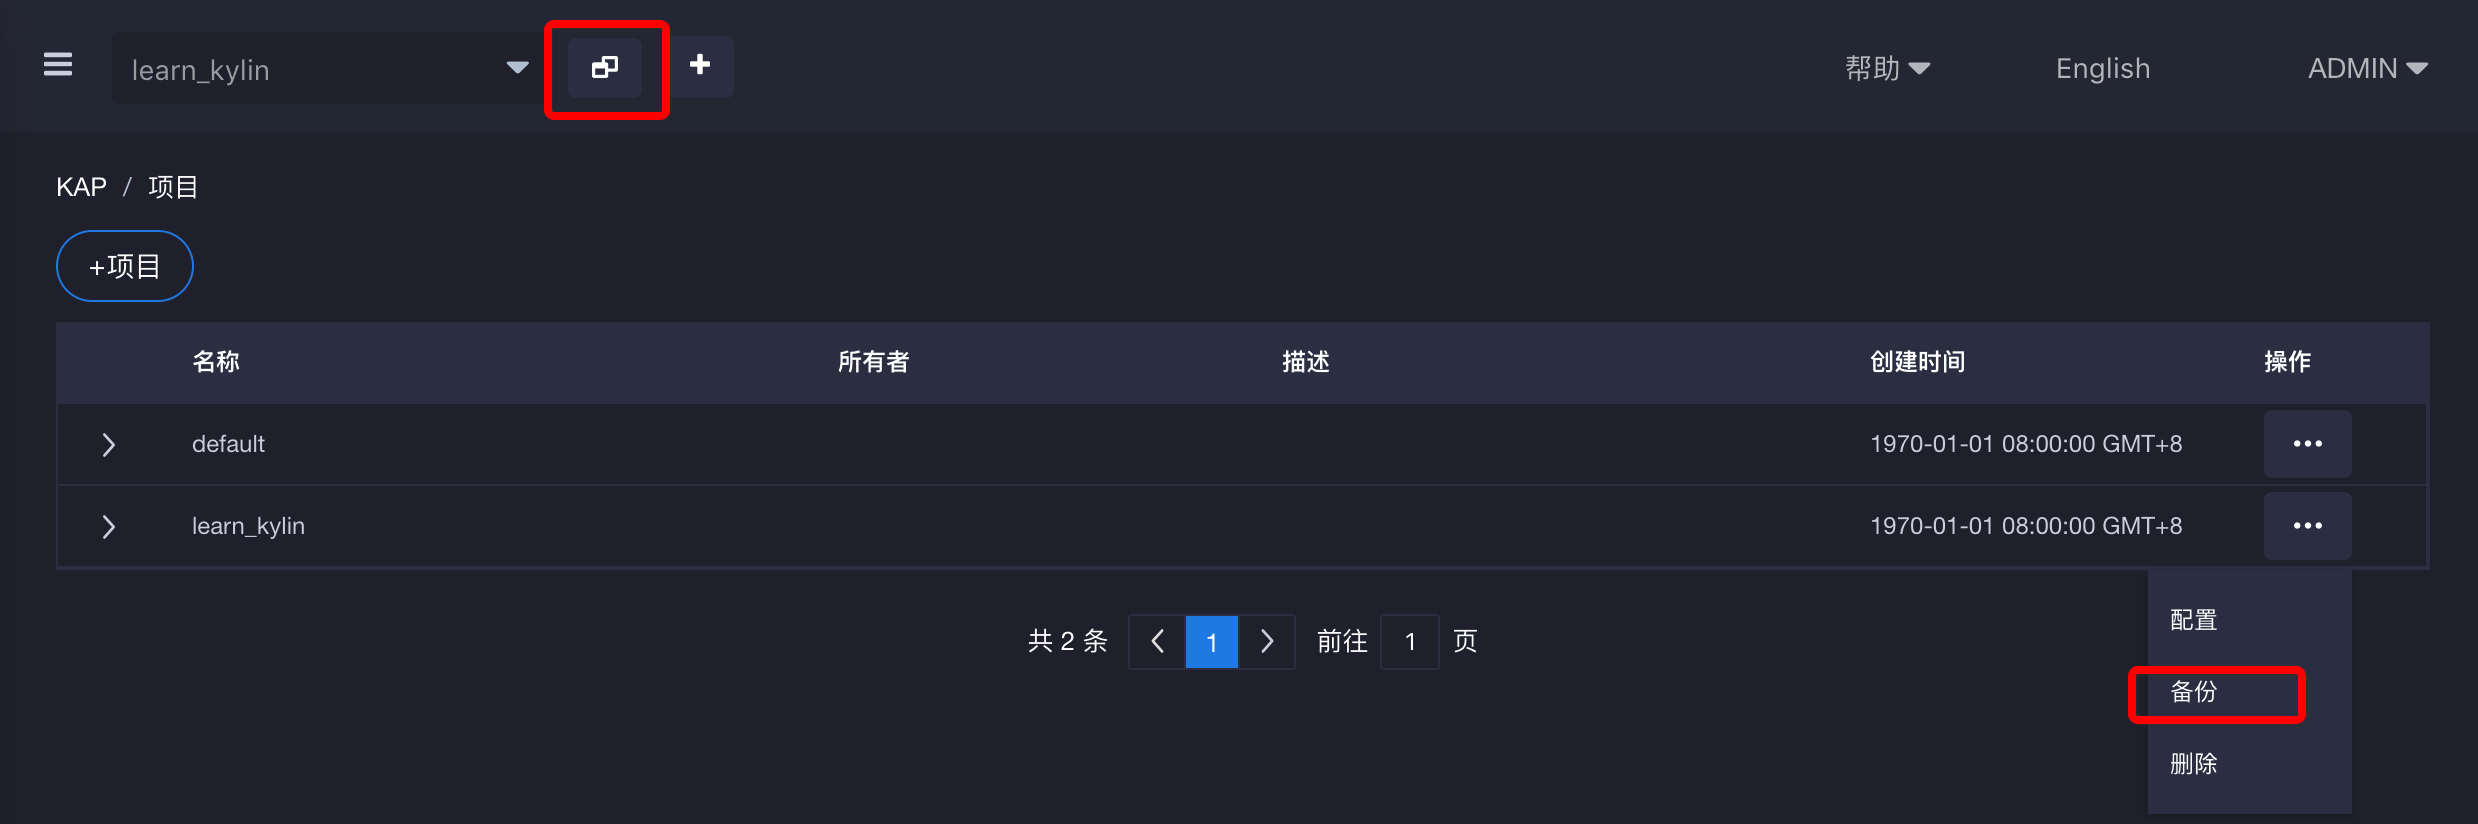 learn_kylin
帮助
English
ADMIN
KAP / 项目
+项目
名称 所有者 描述 创建时间 操作
default 1970-01-01 08:00:00 GMT+8
learn_kylin 1970-01-01 08:00:00 GMT+8
共 2 条 1 前往 1 页
配置
备份
删除